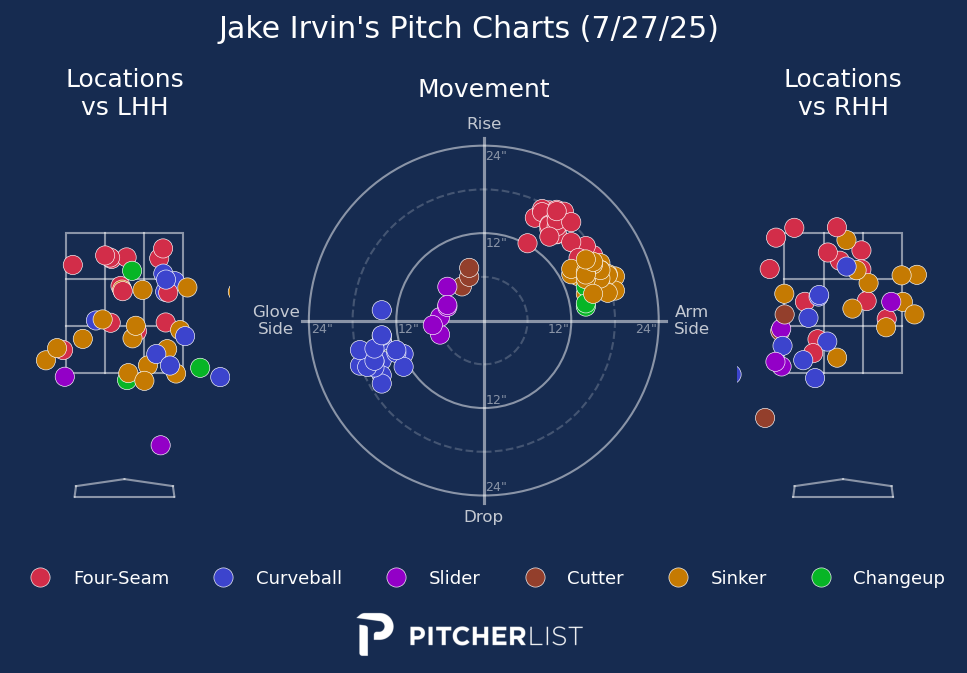 Jake Irvin's Pitch Charts (7/27/25)
Locations
vs LHH
Movement
Locations
vs RHH
Rise
24"
12"
Glove
Side
24"
12"
12"
24"
Arm
Side
12"
24"
Drop
Four-Seam
Curveball
Slider
Cutter
Sinker
Changeup
PITCHERLIST